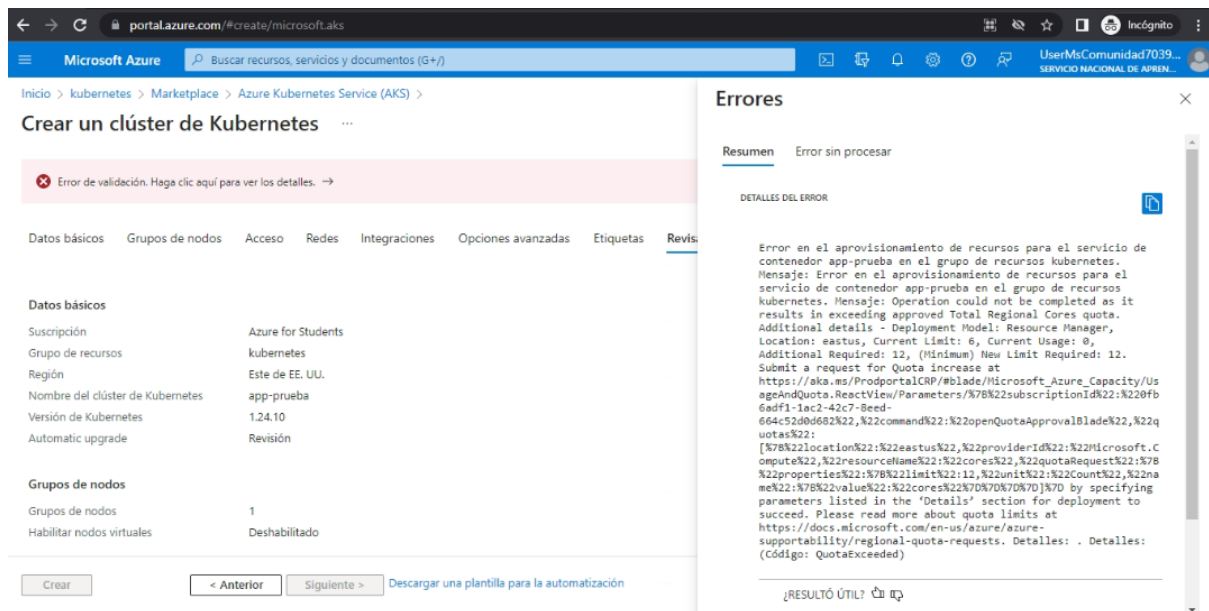 portal.azure.com/#create/microsoft.aks
Incógnito
Microsoft Azure
Buscar recursos, servicios y documentos (G+/)
UserMsComunidad7039...
SERVICIO NACIONAL DE APREN...
Inicio > kubernetes > Marketplace > Azure Kubernetes Service (AKS) >
Crear un clúster de Kubernetes ...
Error de validación. Haga clic aquí para ver los detalles. →
Datos básicos Grupos de nodos Acceso Redes Integraciones Opciones avanzadas Etiquetas Revisa
Datos básicos
Suscripción Azure for Students
Grupo de recursos kubernetes
Región Este de EE. UU.
Nombre del clúster de Kubernetes app-prueba
Versión de Kubernetes 1.24.10
Automatic upgrade Revisión
Grupos de nodos
Grupos de nodos 1
Habilitar nodos virtuales Deshabilitado
Crear < Anterior Siguiente > Descargar una plantilla para la automatización
Errores
Resumen Error sin procesar
DETALLES DEL ERROR
Error en el aprovisionamiento de recursos para el servicio de
contenedor app-prueba en el grupo de recursos kubernetes.
Mensaje: Error en el aprovisionamiento de recursos para el
servicio de contenedor app-prueba en el grupo de recursos
kubernetes. Mensaje: Operation could not be completed as it
results in exceeding approved Total Regional Cores quota.
Additional details - Deployment Model: Resource Manager,
Location: eastus, Current Limit: 6, Current Usage: 0,
Additional Required: 12, (Minimum) New Limit Required: 12.
Submit a request for Quota increase at
https://aka.ms/ProdportalCRP/#blade/Microsoft_Azure_Capacity/Us
ageAndQuota.ReactView/Parameters/%7B%22subscriptionId%22:%220fb
6adf1-1ac2-42c7-8eed-
664c52d0d682%22,%22command%22:%22openQuotaApprovalBlade%22,%22q
uotas%22:
[%7B%22location%22:%22eastus%22,%22providerId%22:%22Microsoft.C
ompute%22,%22resourceName%22:%22cores%22,%22quotaRequest%22:%7B
%22properties%22:%7B%22limit%22:12,%22unit%22:%22Count%22,%22na
me%22:%7B%22value%22:%22cores%22%7D%7D%7D%7D]%7D by specifying
parameters listed in the ‘Details’ section for deployment to
succeed. Please read more about quota limits at
https://docs.microsoft.com/en-us/azure/azure-
supportability/regional-quota-requests. Detalles: . Detalles:
(Código: QuotaExceeded)
¿RESULTÓ ÚTIL?